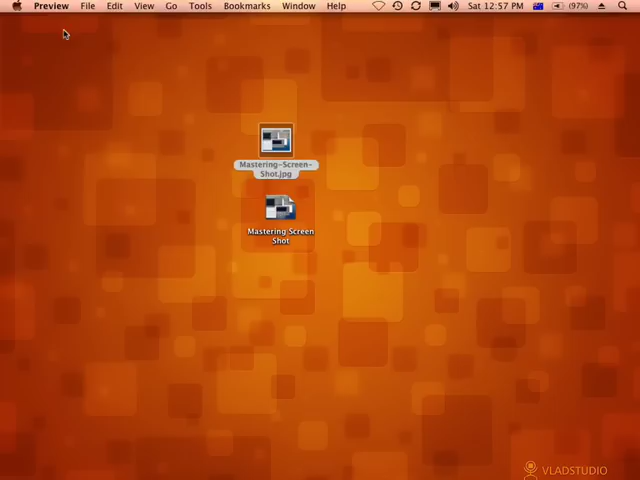 Preview File Edit View Go Tools Bookmarks Window Help Sat 12:57 PM (97%)
Mastering-Screen-
Shot.jpg
Mastering Screen
Shot
VLADSTUDIO